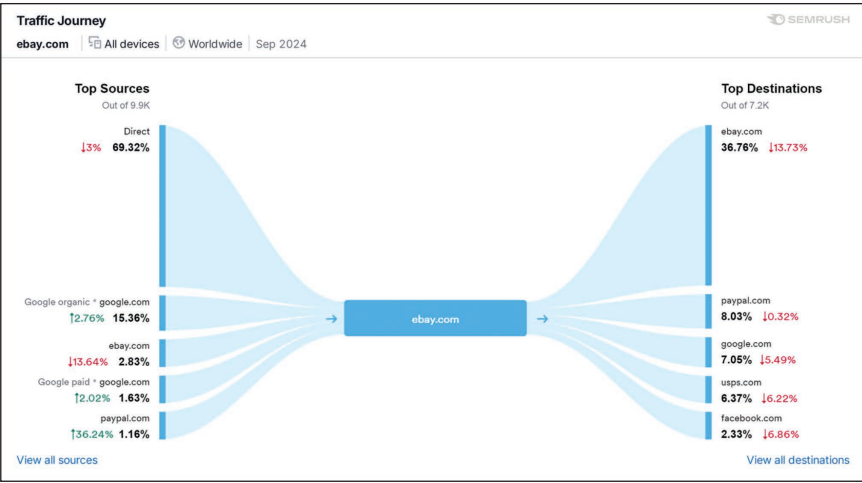 Traffic Journey
SEMRUSH
ebay.com All devices Worldwide Sep 2024
Top Sources
Out of 9.9K
Direct
↓3% 69.32%
Google organic * google.com
↑2.76% 15.36%
ebay.com
↓13.64% 2.83%
Google paid * google.com
↑2.02% 1.63%
paypal.com
↑36.24% 1.16%
View all sources
→ ebay.com →
Top Destinations
Out of 7.2K
ebay.com
36.76% ↓13.73%
paypal.com
8.03% ↓0.32%
google.com
7.05% ↓5.49%
usps.com
6.37% ↓6.22%
facebook.com
2.33% ↓6.86%
View all destinations